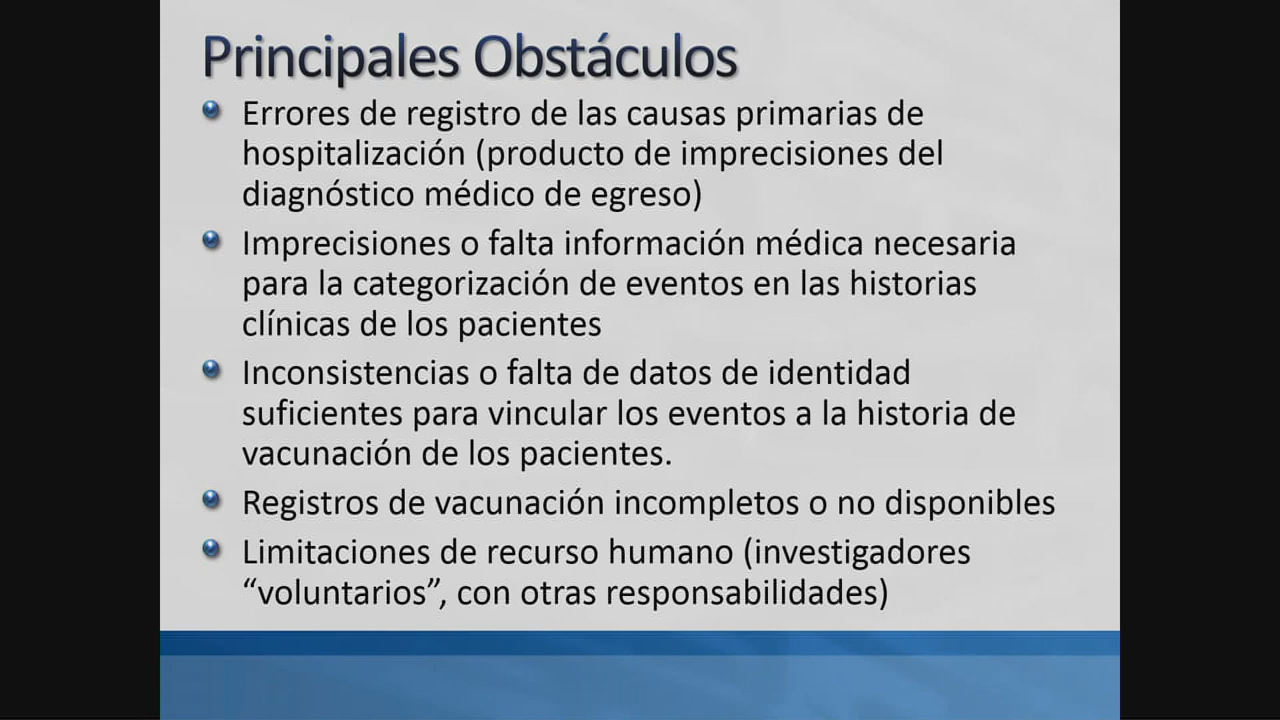 Principales Obstáculos
Errores de registro de las causas primarias de
hospitalización (producto de imprecisiones del
diagnóstico médico de egreso)
Imprecisiones o falta información médica necesaria
para la categorización de eventos en las historias
clínicas de los pacientes
Inconsistencias o falta de datos de identidad
suficientes para vincular los eventos a la historia de
vacunación de los pacientes.
Registros de vacunación incompletos o no disponibles
Limitaciones de recurso humano (investigadores
“voluntarios”, con otras responsabilidades)